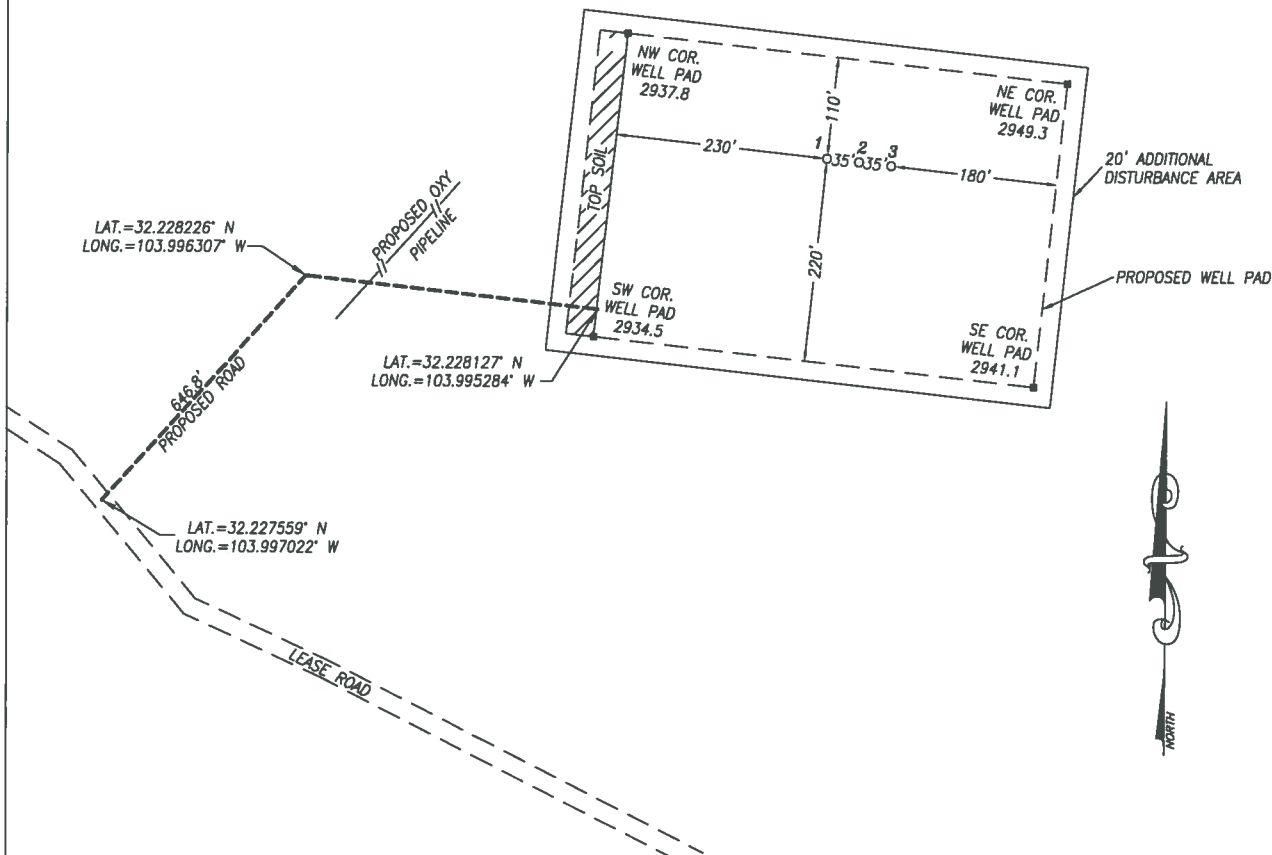 NW COR.
WELL PAD
2937.8
NE COR.
WELL PAD
2949.3
110'
230'
1
35'
2
35'
3
180'
20' ADDITIONAL
DISTURBANCE AREA
TOP SOIL
PROPOSED OXY
PIPELINE
LAT.=32.228226° N
LONG.=103.996307° W
220'
PROPOSED WELL PAD
SW COR.
WELL PAD
2934.5
SE COR.
WELL PAD
2941.1
LAT.=32.228127° N
LONG.=103.995284° W
646.8'
PROPOSED ROAD
LAT.=32.227559° N
LONG.=103.997022° W
LEASE ROAD
NORTH